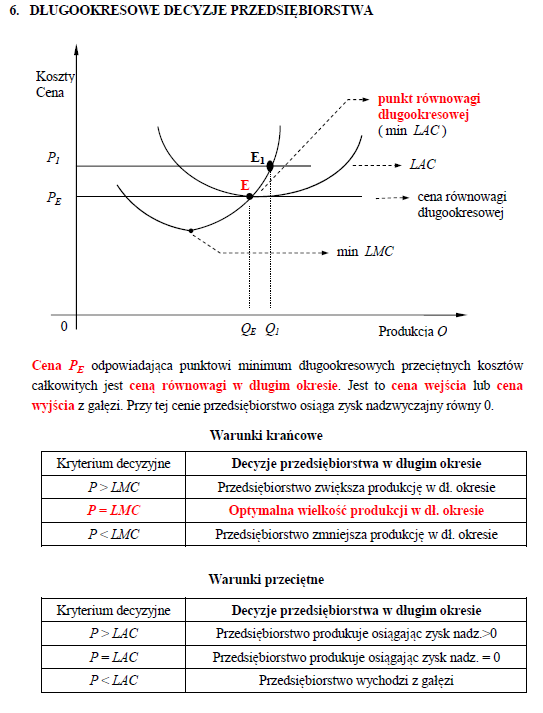 6. DŁUGOOKRESOWE DECYZJE PRZEDSIĘBIORSTWA
Koszty
Cena
punkt równowagi
długookresowej
( min LAC )
P1
E1
LAC
E
PE
cena równowagi
długookresowej
min LMC
0
QE Q1
Produkcja O
Cena PE odpowiadająca punktowi minimum długookresowych przeciętnych kosztów
całkowitych jest ceną równowagi w długim okresie. Jest to cena wejścia lub cena
wyjścia z gałęzi. Przy tej cenie przedsiębiorstwo osiąga zysk nadzwyczajny równy 0.
Warunki krańcowe
Kryterium decyzyjne Decyzje przedsiębiorstwa w długim okresie
P > LMC Przedsiębiorstwo zwiększa produkcję w dł. okresie
P = LMC Optymalna wielkość produkcji w dł. okresie
P < LMC Przedsiębiorstwo zmniejsza produkcję w dł. okresie
Warunki przeciętne
Kryterium decyzyjne Decyzje przedsiębiorstwa w długim okresie
P > LAC Przedsiębiorstwo produkuje osiągając zysk nadz.>0
P = LAC Przedsiębiorstwo produkuje osiągając zysk nadz. = 0
P < LAC Przedsiębiorstwo wychodzi z gałęzi